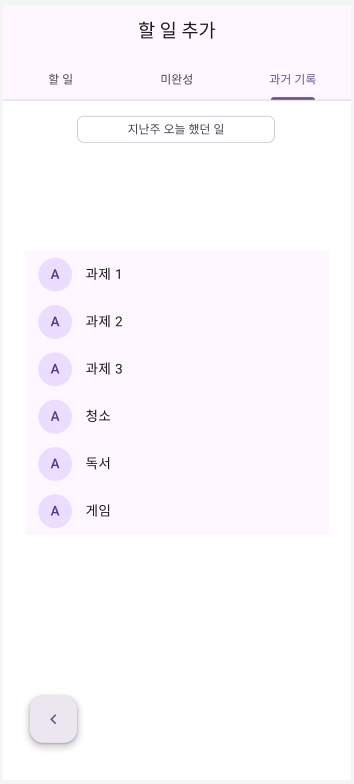 할 일 추가
할 일 미완성 과거 기록
지난주 오늘 했던 일
A 과제 1
A 과제 2
A 과제 3
A 청소
A 독서
A 게임